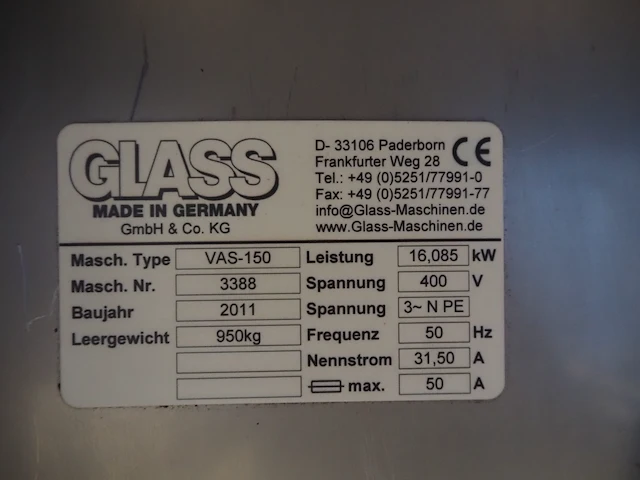 GLASS
MADE IN GERMANY
GmbH & Co. KG
D- 33106 Paderborn
Frankfurter Weg 28
Tel.: +49 (0)5251/77991-0
Fax: +49 (0)5251/77991-77
info@Glass-Maschinen.de
www.Glass-Maschinen.de
CE
Masch. Type VAS-150 Leistung 16,085 kW
Masch. Nr. 3388 Spannung 400 V
Baujahr 2011 Spannung 3~ N PE
Leergewicht 950kg Frequenz 50 Hz
Nennstrom 31,50 A
max. 50 A